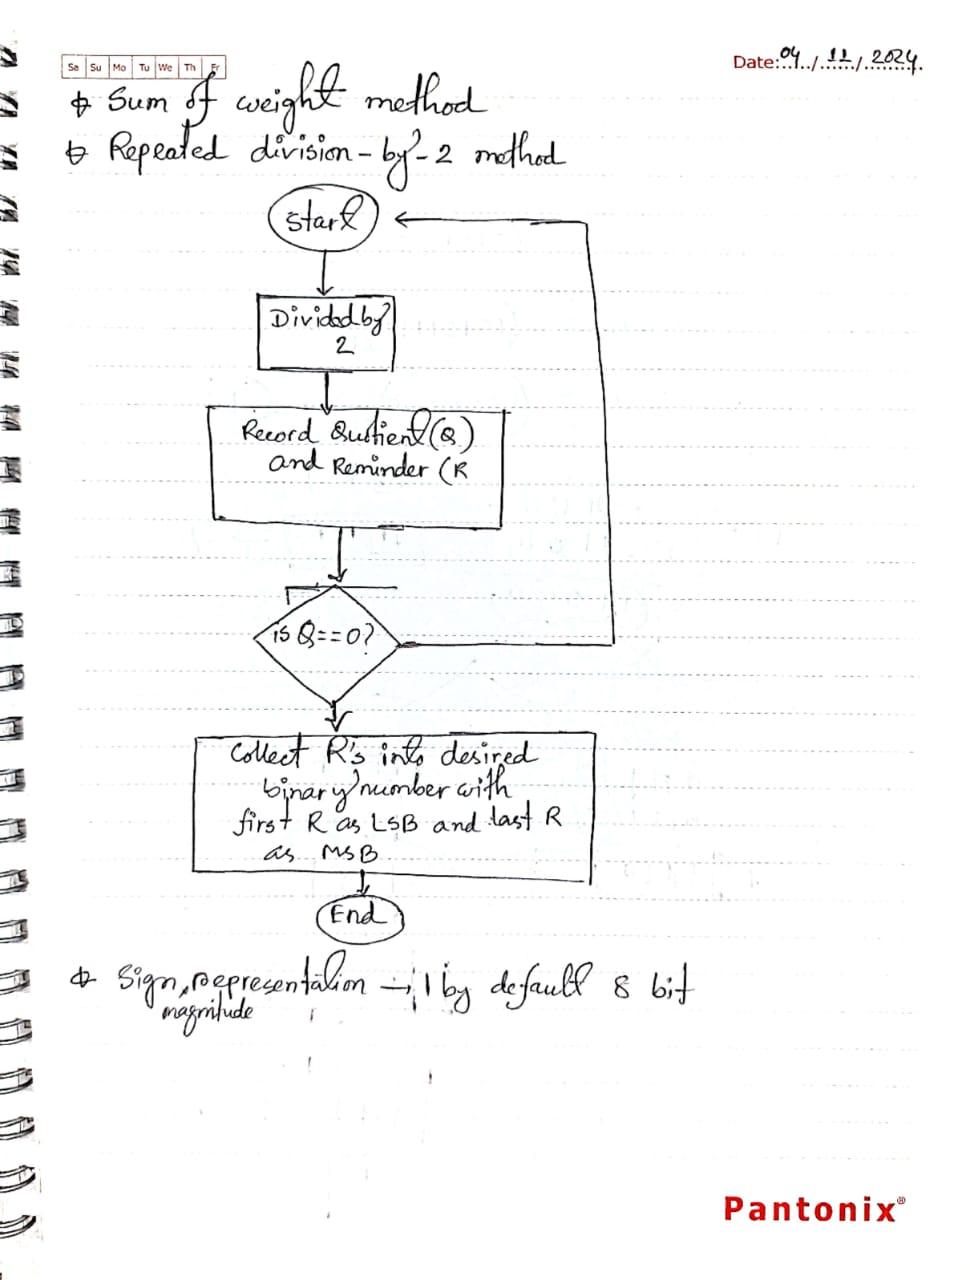 Sa Su Mo Tu We Th Fr
Date: 04/11/2024
Sum of weight method
Repeated division-by-2 method
Start
Divided by
2
Record Qustient (Q)
and Reminder (R
is Q==0?
Collect R's into desired
binary number with
first R as LSB and last R
as MSB
End
Sign representation → by default 8 bit
magnitude
Pantonix®